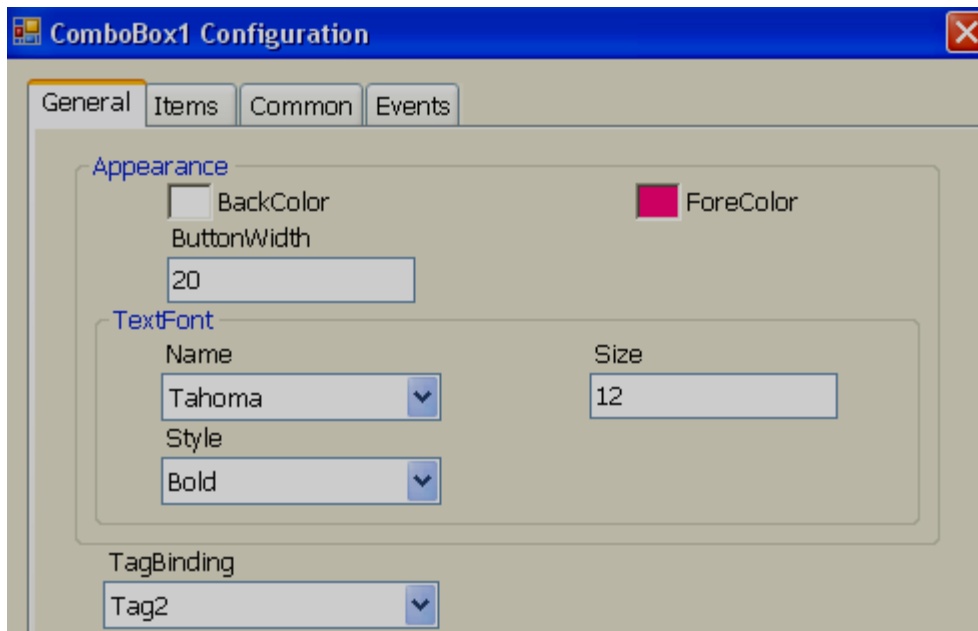 ComboBox1 Configuration
General Items Common Events
Appearance
BackColor ForeColor
ButtonWidth
20
TextFont
Name Size
Tahoma 12
Style
Bold
TagBinding
Tag2